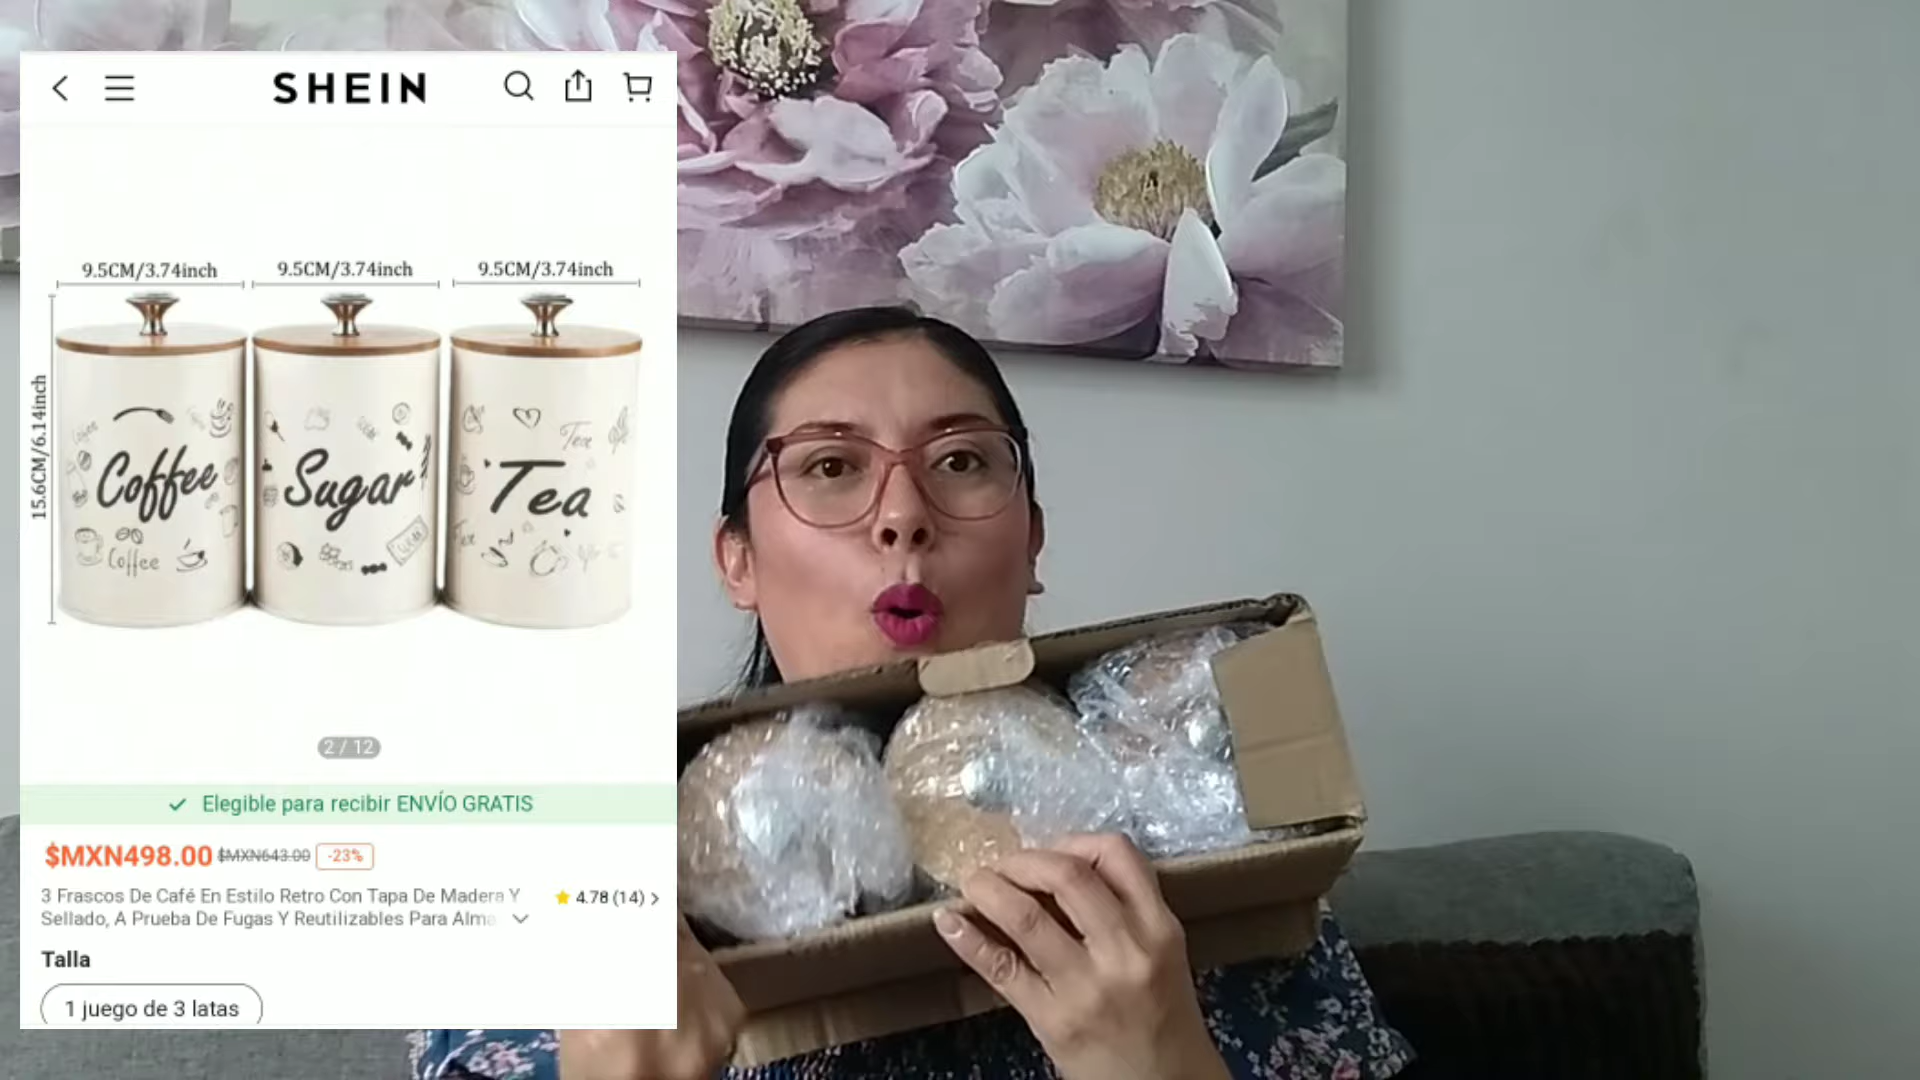 SHEIN
9.5CM/3.74inch 9.5CM/3.74inch 9.5CM/3.74inch
15.6CM/6.14inch
Coffee Sugar Tea
Tea
Coffee
2 / 12
Elegible para recibir ENVÍO GRATIS
$MXN498.00 $MXN643.00 -23%
3 Frascos De Café En Estilo Retro Con Tapa De Madera Y
Sellado, A Prueba De Fugas Y Reutilizables Para Alma
4.78 (14)
Talla
1 juego de 3 latas